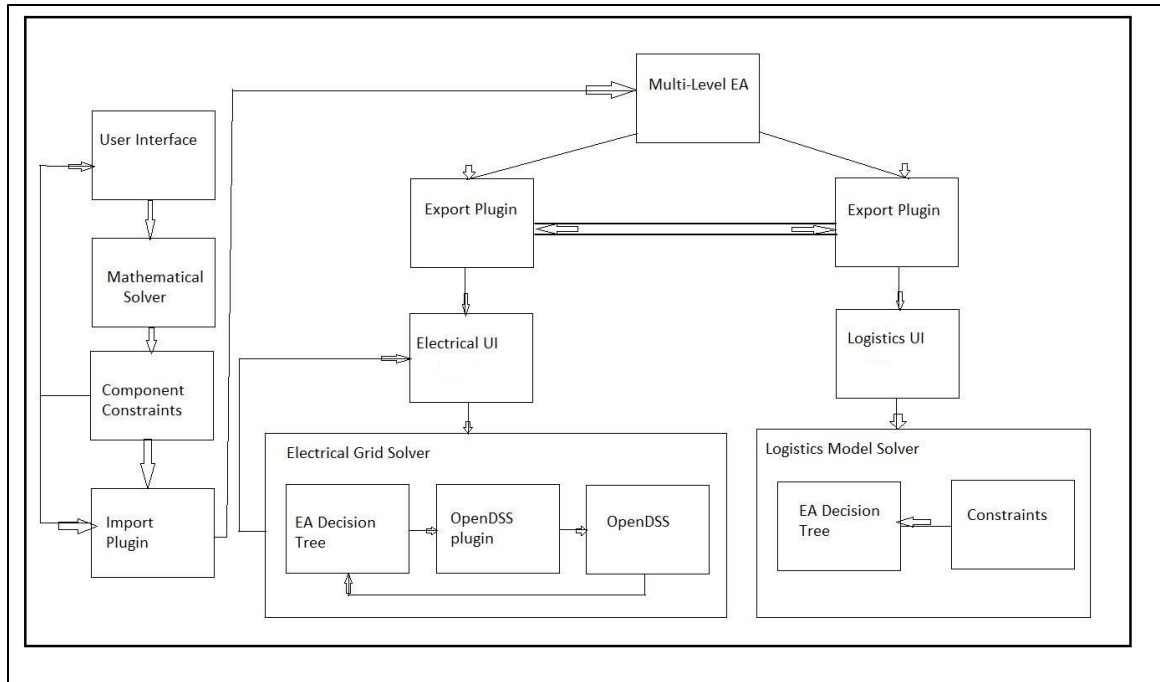 Multi-Level EA
User Interface
Export Plugin
Export Plugin
Mathematical
Solver
Electrical UI
Logistics UI
Component
Constraints
Electrical Grid Solver
Logistics Model Solver
Import
Plugin
EA Decision
Tree
OpenDSS
plugin
OpenDSS
EA Decision
Tree
Constraints